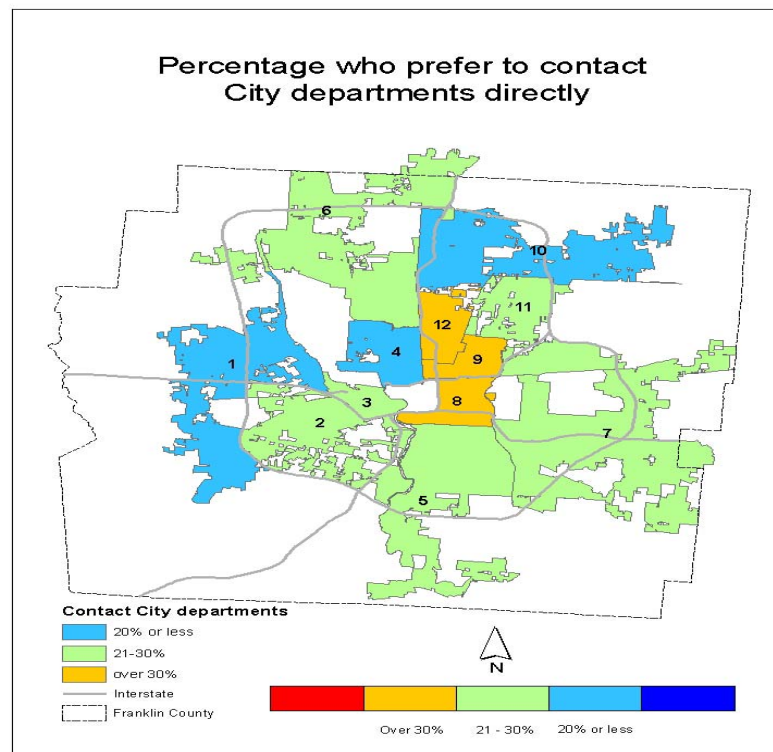 Percentage who prefer to contact
City departments directly
6
10
11
12
9
4
1
3
8
2
7
5
Contact City departments
20% or less
21-30%
over 30%
Interstate
Franklin County
N
Over 30%
21 - 30%
20% or less